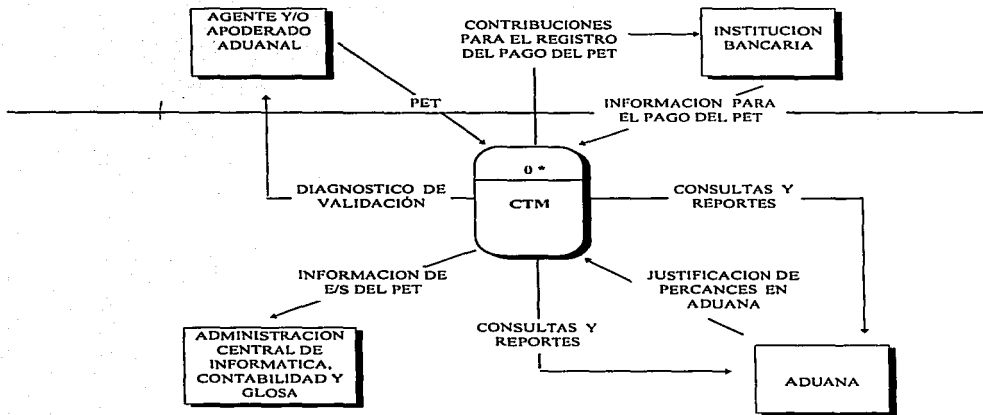 AGENTE Y/O
APODERADO
ADUANAL
CONTRIBUCIONES
PARA EL REGISTRO
DEL PAGO DEL PET
INSTITUCION
BANCARIA
PET
INFORMACION PARA
EL PAGO DEL PET
0 *
CTM
DIAGNOSTICO DE
VALIDACIÓN
CONSULTAS Y
REPORTES
INFORMACION DE
E/S DEL PET
JUSTIFICACION DE
PERCANCES EN
ADUANA
CONSULTAS Y
REPORTES
ADMINISTRACION
CENTRAL DE
INFORMATICA,
CONTABILIDAD Y
GLOSA
ADUANA